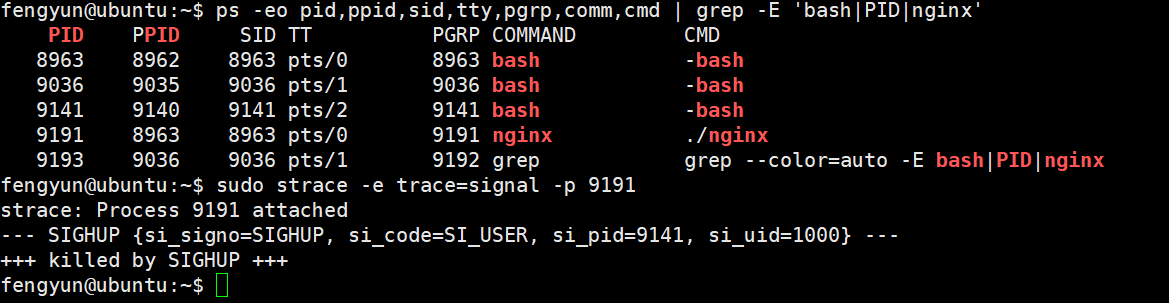 fengyun@ubuntu:~$ ps -eo pid,ppid,sid,tty,pgrp,comm,cmd | grep -E 'bash|PID|nginx'
    PID    PPID     SID TT          PGRP COMMAND         CMD
   8963    8962    8963 pts/0       8963 bash            -bash
   9036    9035    9036 pts/1       9036 bash            -bash
   9141    9140    9141 pts/2       9141 bash            -bash
   9191    8963    8963 pts/0       9191 nginx           ./nginx
   9193    9036    9036 pts/1       9192 grep            grep --color=auto -E bash|PID|nginx
fengyun@ubuntu:~$ sudo strace -e trace=signal -p 9191
strace: Process 9191 attached
--- SIGHUP {si_signo=SIGHUP, si_code=SI_USER, si_pid=9141, si_uid=1000} ---
+++ killed by SIGHUP +++
fengyun@ubuntu:~$